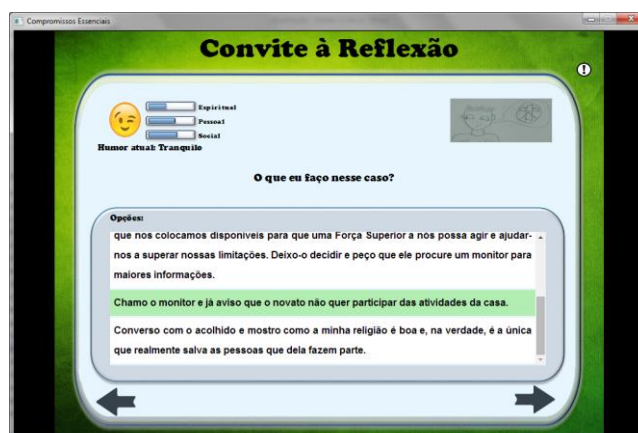 Compromissos Essenciais
Convite à Reflexão
Espiritual
Pessoal
Social
Humor atual: Tranquilo
O que eu faço nesse caso?
Opções:
que nos colocamos disponíveis para que uma Força Superior a nós possa agir e ajudar-
nos a superar nossas limitações. Deixo-o decidir e peço que ele procure um monitor para
maiores informações.
Chamo o monitor e já aviso que o novato não quer participar das atividades da casa.
Converso com o acolhido e mostro como a minha religião é boa e, na verdade, é a única
que realmente salva as pessoas que dela fazem parte.